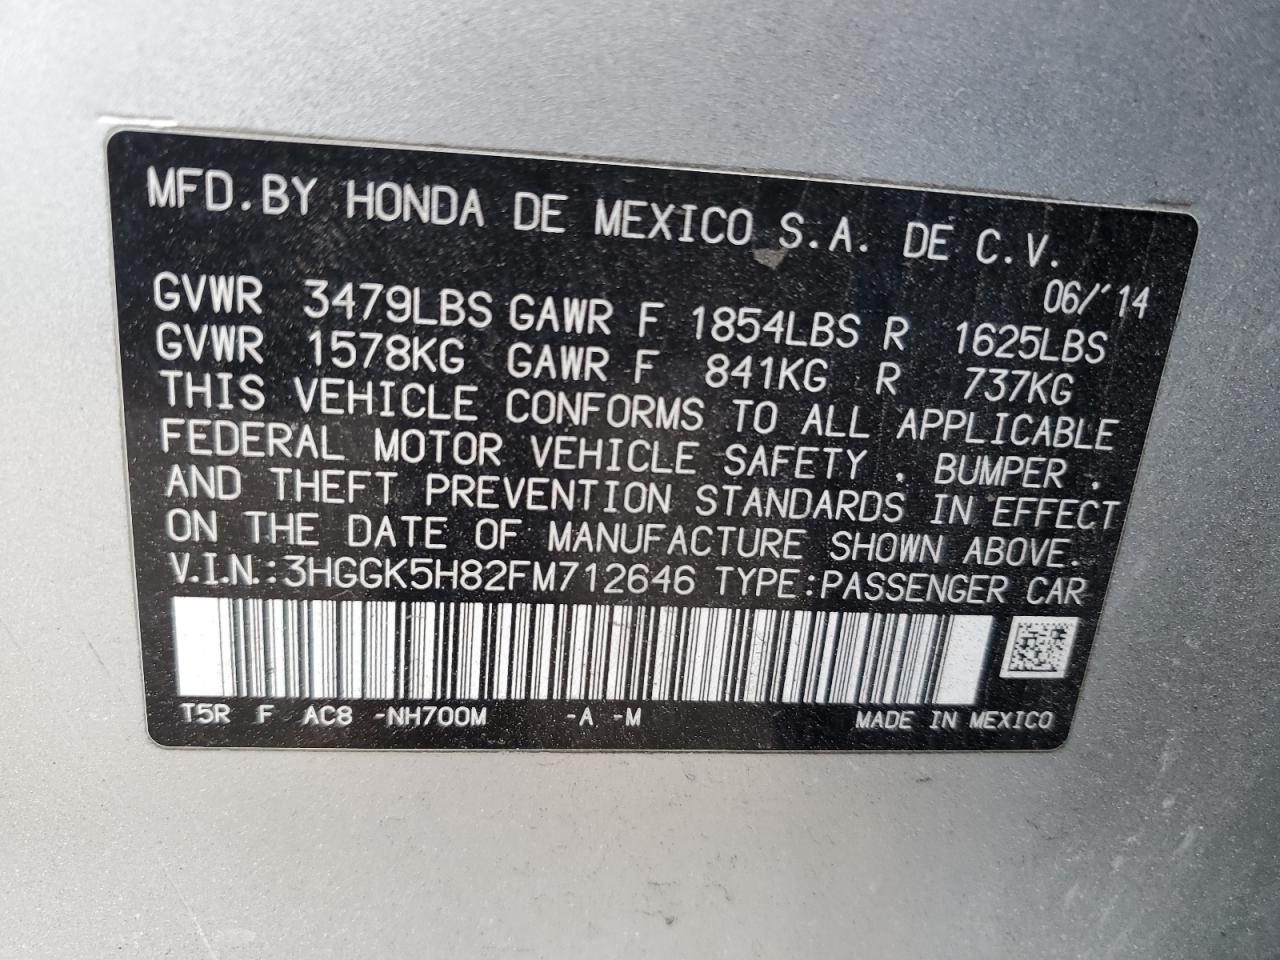 MFD.BY HONDA DE MEXICO S.A. DE C.V.
06/'14
GVWR 3479LBS GAWR F 1854LBS R 1625LBS
GVWR 1578KG GAWR F 841KG R 737KG
THIS VEHICLE CONFORMS TO ALL APPLICABLE
FEDERAL MOTOR VEHICLE SAFETY , BUMPER ,
AND THEFT PREVENTION STANDARDS IN EFFECT
ON THE DATE OF MANUFACTURE SHOWN ABOVE.
V.I.N.:3HGGK5H82FM712646 TYPE:PASSENGER CAR
T5R F AC8 -NH700M -A -M MADE IN MEXICO